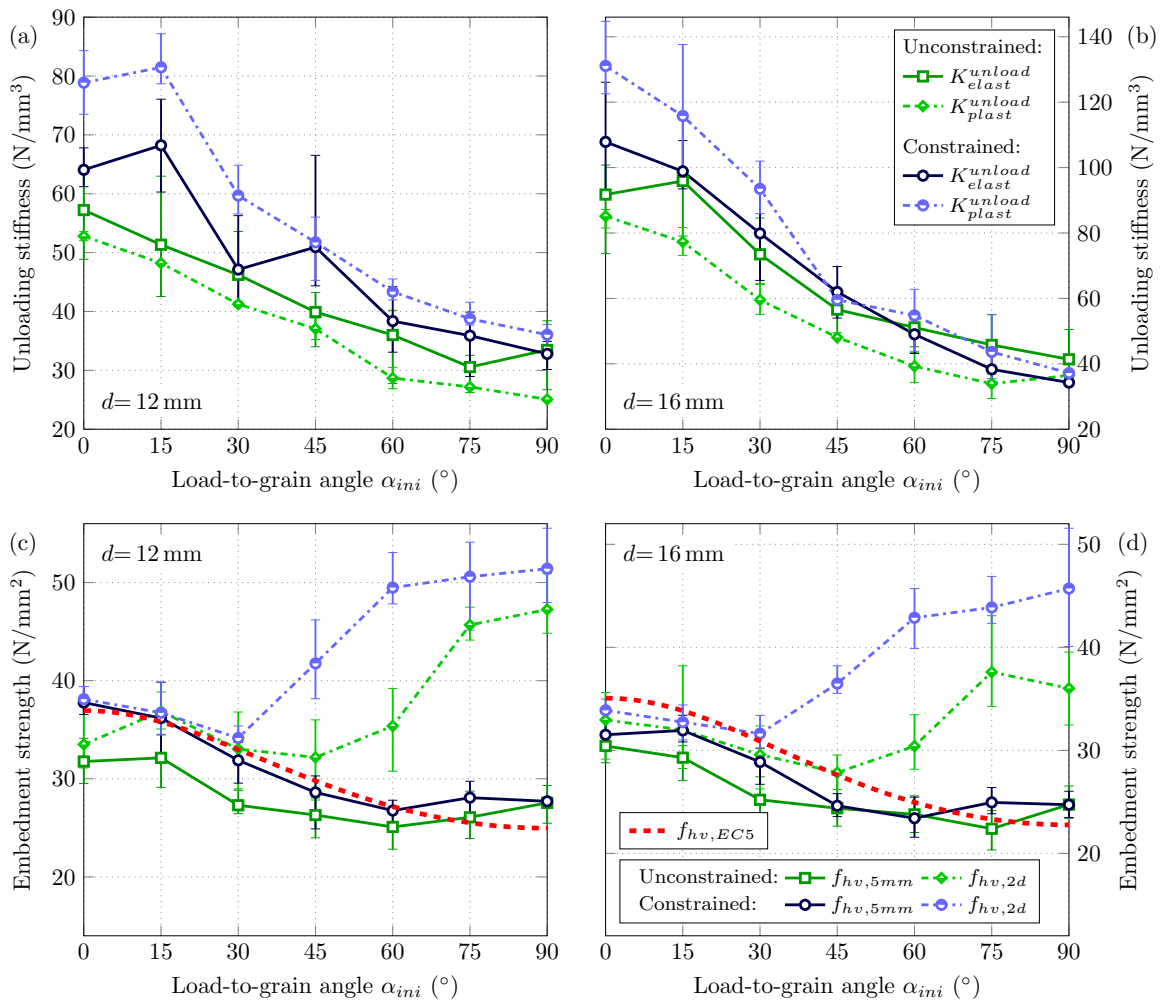 (a)
Unloading stiffness (N/mm³)
90
80
70
60
50
40
30
20
d= 12 mm
0 15 30 45 60 75 90
Load-to-grain angle α_ini (°)
(b)
Unloading stiffness (N/mm³)
140
120
100
80
60
40
20
Unconstrained:
K^unload_elast
K^unload_plast
Constrained:
K^unload_elast
K^unload_plast
d= 16 mm
0 15 30 45 60 75 90
Load-to-grain angle α_ini (°)
(c)
Embedment strength (N/mm²)
50
40
30
20
d= 12 mm
0 15 30 45 60 75 90
Load-to-grain angle α_ini (°)
(d)
Embedment strength (N/mm²)
50
40
30
20
d= 16 mm
f_hv,EC5
Unconstrained: f_hv,5mm f_hv,2d
Constrained: f_hv,5mm f_hv,2d
0 15 30 45 60 75 90
Load-to-grain angle α_ini (°)